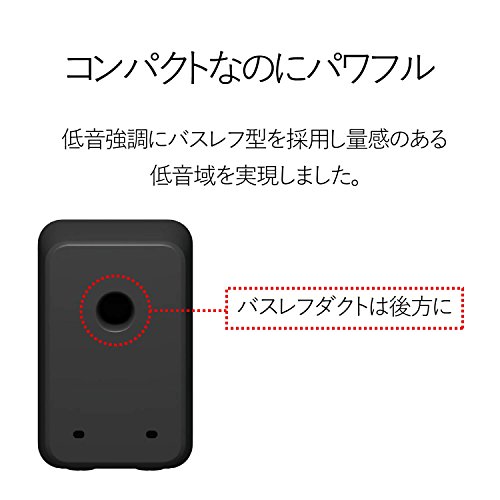 コンパクトなのにパワフル
低音強調にバスレフ型を採用し量感のある
低音域を実現しました。
バスレフダクトは後方に